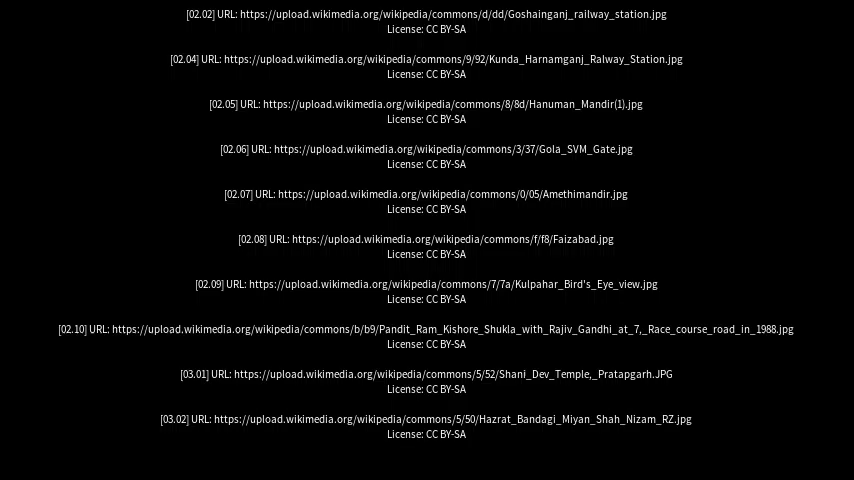 [02.02] URL: https://upload.wikimedia.org/wikipedia/commons/d/dd/Goshainganj_railway_station.jpg
License: CC BY-SA
[02.04] URL: https://upload.wikimedia.org/wikipedia/commons/9/92/Kunda_Harnamganj_Ralway_Station.jpg
License: CC BY-SA
[02.05] URL: https://upload.wikimedia.org/wikipedia/commons/8/8d/Hanuman_Mandir(1).jpg
License: CC BY-SA
[02.06] URL: https://upload.wikimedia.org/wikipedia/commons/3/37/Gola_SVM_Gate.jpg
License: CC BY-SA
[02.07] URL: https://upload.wikimedia.org/wikipedia/commons/0/05/Amethimandir.jpg
License: CC BY-SA
[02.08] URL: https://upload.wikimedia.org/wikipedia/commons/f/f8/Faizabad.jpg
License: CC BY-SA
[02.09] URL: https://upload.wikimedia.org/wikipedia/commons/7/7a/Kulpahar_Bird's_Eye_view.jpg
License: CC BY-SA
[02.10] URL: https://upload.wikimedia.org/wikipedia/commons/b/b9/Pandit_Ram_Kishore_Shukla_with_Rajiv_Gandhi_at_7,_Race_course_road_in_1988.jpg
License: CC BY-SA
[03.01] URL: https://upload.wikimedia.org/wikipedia/commons/5/52/Shani_Dev_Temple,_Pratapgarh.JPG
License: CC BY-SA
[03.02] URL: https://upload.wikimedia.org/wikipedia/commons/5/50/Hazrat_Bandagi_Miyan_Shah_Nizam_RZ.jpg
License: CC BY-SA